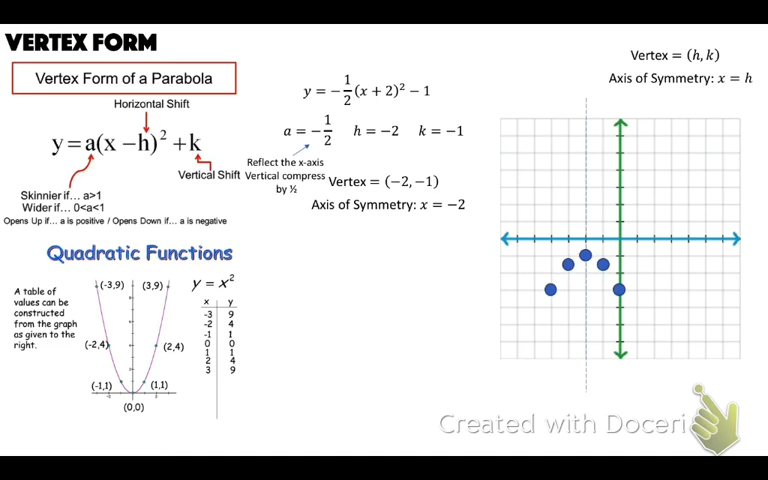 VERTEX FORM
Vertex Form of a Parabola
Horizontal Shift
y = a(x − h)² + k
Vertical Shift
Skinnier if... a>1
Wider if... 0<a<1
Opens Up if... a is positive / Opens Down if... a is negative
y = −1/2(x + 2)² − 1
a = −1/2 h = −2 k = −1
Reflect the x-axis
Vertical compress
by ½
Vertex = (−2, −1)
Axis of Symmetry: x = −2
Vertex = (h, k)
Axis of Symmetry: x = h
Quadratic Functions
A table of
values can be
constructed
from the graph
as given to the
right.
(-3,9) (3,9)
(-2,4) (2,4)
(-1,1) (1,1)
(0,0)
y = x²
x y
-3 9
-2 4
-1 1
0 0
1 1
2 4
3 9
Created with Doceri